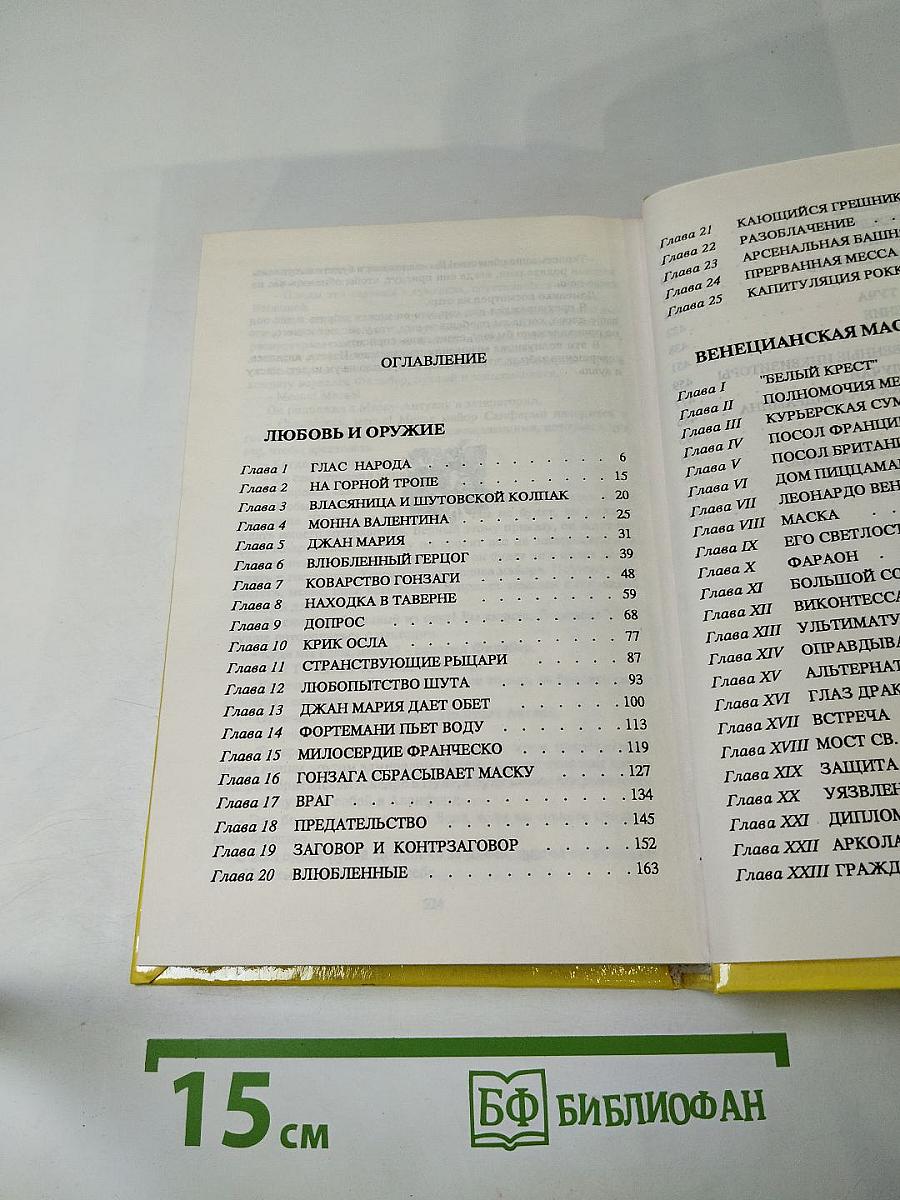 ОГЛАВЛЕНИЕ
ЛЮБОВЬ И ОРУЖИЕ
Глава 1 ГЛАС НАРОДА . . . . . . . . . . 6
Глава 2 НА ГОРНОЙ ТРОПЕ . . . . . . . . 15
Глава 3 ВЛАСЯНИЦА И ШУТОВСКОЙ КОЛПАК . 20
Глава 4 МОННА ВАЛЕНТИНА . . . . . . . . 25
Глава 5 ДЖАН МАРИЯ . . . . . . . . . . 31
Глава 6 ВЛЮБЛЕННЫЙ ГЕРЦОГ . . . . . . . 39
Глава 7 КОВАРСТВО ГОНЗАГИ . . . . . . . 48
Глава 8 НАХОДКА В ТАВЕРНЕ . . . . . . . 59
Глава 9 ДОПРОС . . . . . . . . . . . . 68
Глава 10 КРИК ОСЛА . . . . . . . . . . 77
Глава 11 СТРАНСТВУЮЩИЕ РЫЦАРИ . . . . . 87
Глава 12 ЛЮБОПЫТСТВО ШУТА . . . . . . . 93
Глава 13 ДЖАН МАРИЯ ДАЕТ ОБЕТ . . . . . . 100
Глава 14 ФОРТЕМАНИ ПЬЕТ ВОДУ . . . . . . 113
Глава 15 МИЛОСЕРДИЕ ФРАНЧЕСКО . . . . . . 119
Глава 16 ГОНЗАГА СБРАСЫВАЕТ МАСКУ . . . . 127
Глава 17 ВРАГ . . . . . . . . . . . . . 134
Глава 18 ПРЕДАТЕЛЬСТВО . . . . . . . . . 145
Глава 19 ЗАГОВОР И КОНТРЗАГОВОР . . . . . 152
Глава 20 ВЛЮБЛЕННЫЕ . . . . . . . . . . 163
Глава 21 КАЮЩИЙСЯ ГРЕШНИК
Глава 22 РАЗОБЛАЧЕНИЕ . .
Глава 23 АРСЕНАЛЬНАЯ БАШН
Глава 24 ПРЕРВАННАЯ МЕССА
Глава 25 КАПИТУЛЯЦИЯ РОКК
ВЕНЕЦИАНСКАЯ МАС
Глава I "БЕЛЫЙ КРЕСТ"
Глава II ПОЛНОМОЧИЯ МЕ
Глава III КУРЬЕРСКАЯ СУМ
Глава IV ПОСОЛ ФРАНЦИ
Глава V ПОСОЛ БРИТАНИ
Глава VI ДОМ ПИЦЦАМА
Глава VII ЛЕОНАРДО ВЕН
Глава VIII МАСКА . .
Глава IX ЕГО СВЕТЛОСТ
Глава X ФАРАОН .
Глава XI БОЛЬШОЙ СО
Глава XII ВИКОНТЕССА
Глава XIII УЛЬТИМАТУ
Глава XIV ОПРАВДЫВА
Глава XV АЛЬТЕРНАТ
Глава XVI ГЛАЗ ДРАК
Глава XVII ВСТРЕЧА
Глава XVIII МОСТ СВ.
Глава XIX ЗАЩИТА
Глава XX УЯЗВЛЕН
Глава XXI ДИПЛОМ
Глава XXII АРКОЛА
Глава XXIII ГРАЖД
15 см
БФ БИБЛИОФАН